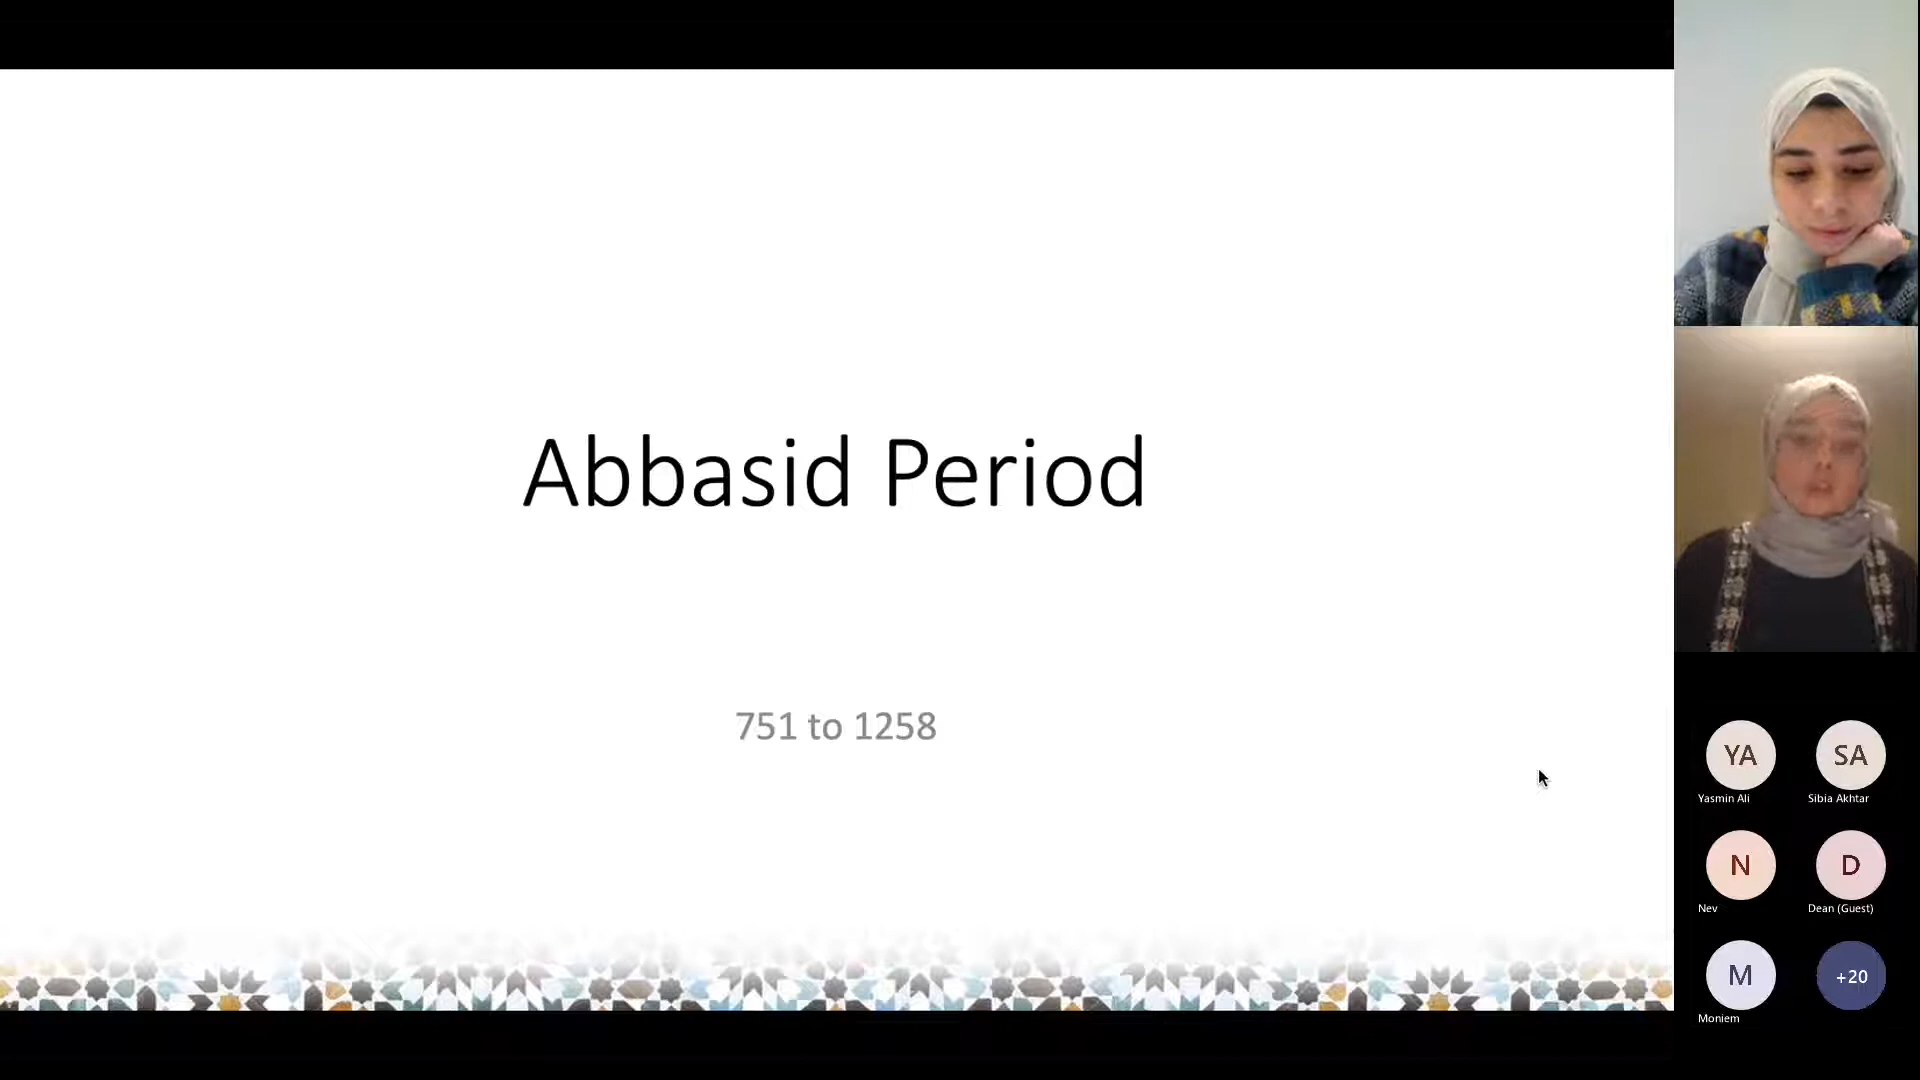 Abbasid Period
751 to 1258
YA
SA
Yasmin Ali
Sibia Akhtar
N
D
Nev
Dean (Guest)
M
+20
Moniem